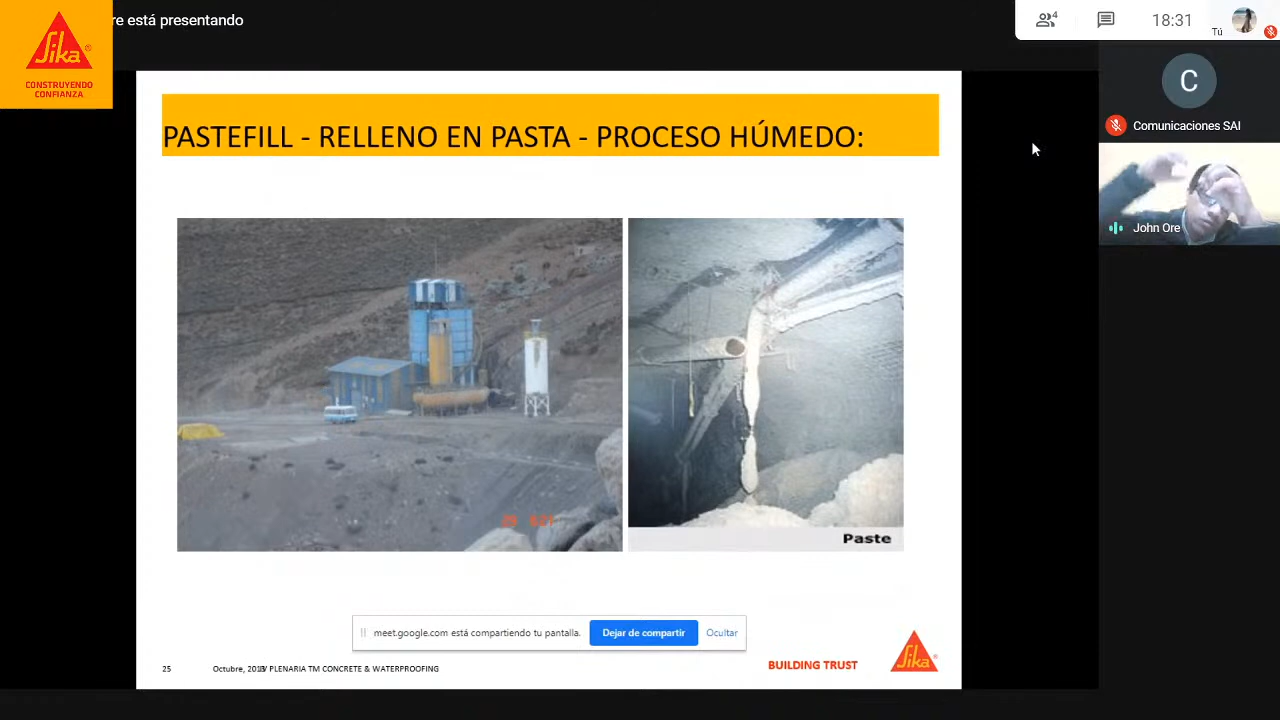 Sika®
CONSTRUYENDO
CONFIANZA
re está presentando
4
18:31
Tú
C
Comunicaciones SAI
John Ore
PASTEFILL - RELLENO EN PASTA - PROCESO HÚMEDO:
Paste
meet.google.com está compartiendo tu pantalla.
Dejar de compartir
Ocultar
25
Octubre, PLENARIA TM CONCRETE & WATERPROOFING
BUILDING TRUST
Sika